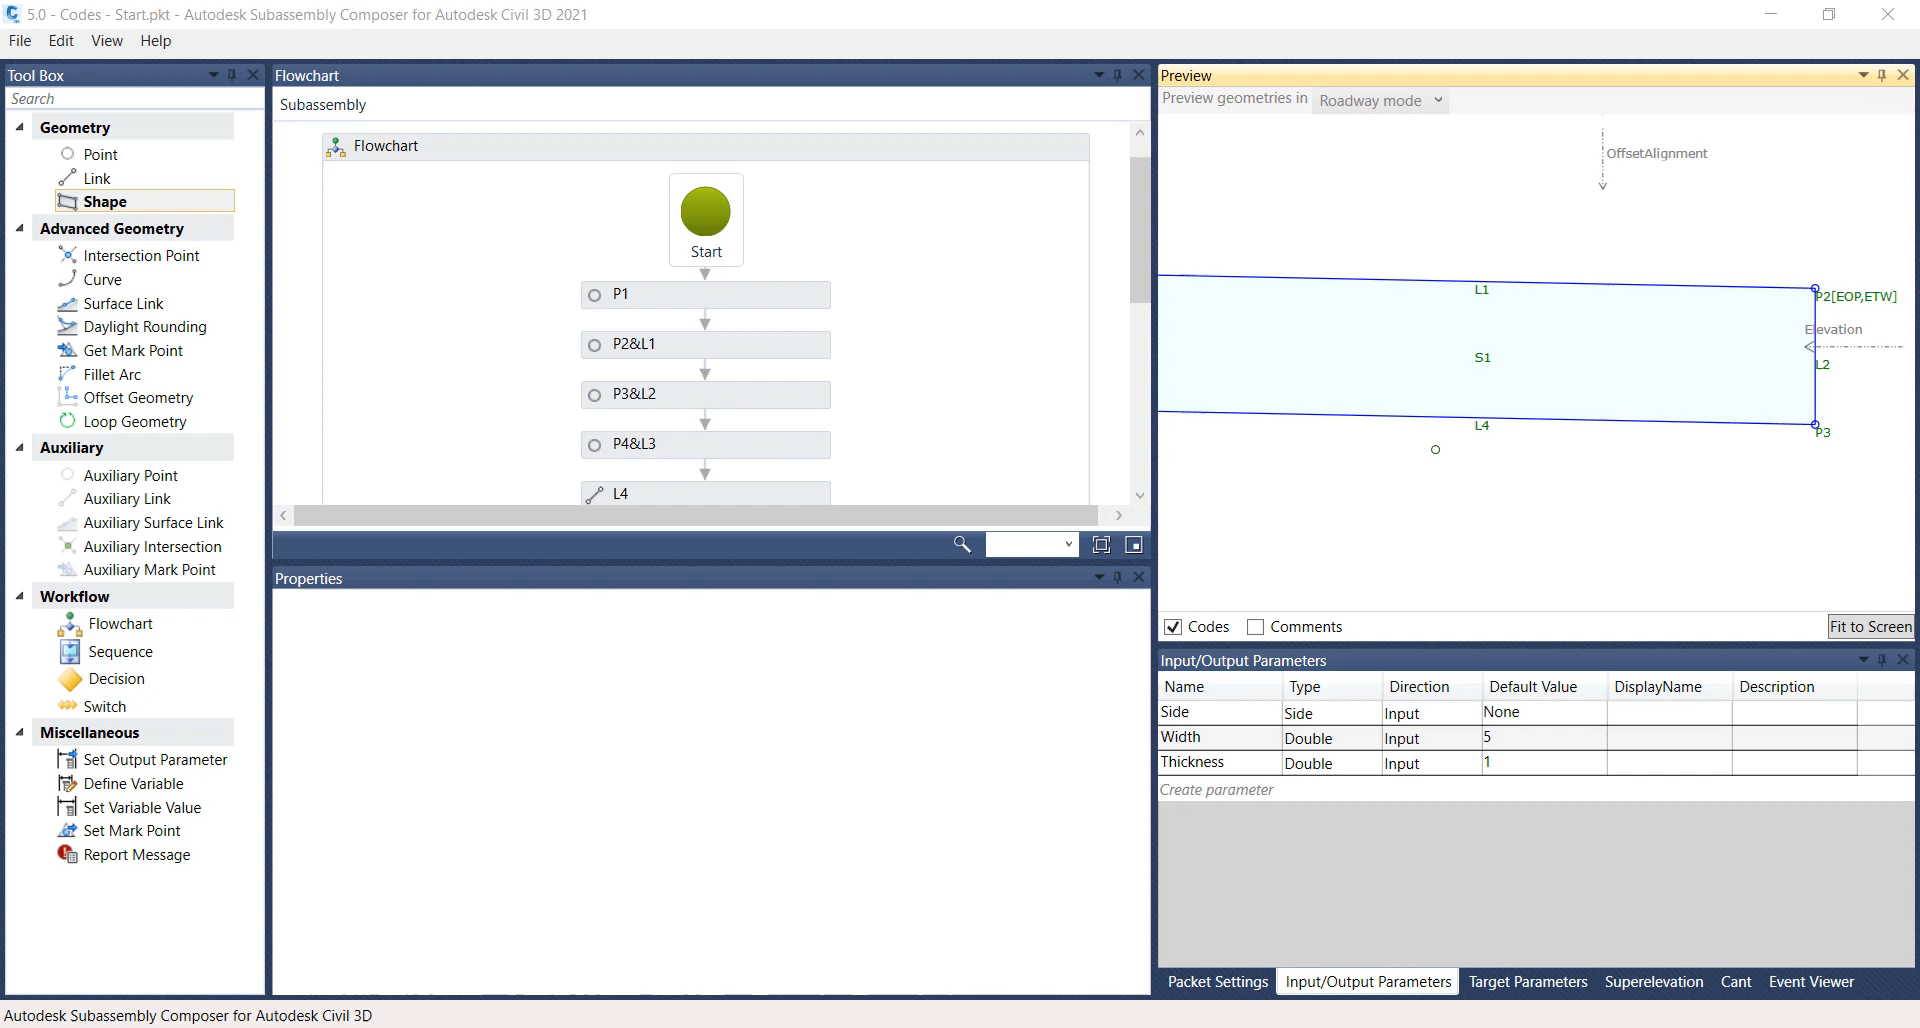 5.0 - Codes - Start.pkt - Autodesk Subassembly Composer for Autodesk Civil 3D 2021
File Edit View Help
Tool Box
Search
Geometry
Point
Link
Shape
Advanced Geometry
Intersection Point
Curve
Surface Link
Daylight Rounding
Get Mark Point
Fillet Arc
Offset Geometry
Loop Geometry
Auxiliary
Auxiliary Point
Auxiliary Link
Auxiliary Surface Link
Auxiliary Intersection
Auxiliary Mark Point
Workflow
Flowchart
Sequence
Decision
Switch
Miscellaneous
Set Output Parameter
Define Variable
Set Variable Value
Set Mark Point
Report Message
Flowchart
Subassembly
Flowchart
Start
P1
P2&L1
P3&L2
P4&L3
L4
Properties
Preview
Preview geometries in Roadway mode
OffsetAlignment
L1
P2[EOP,ETW]
Elevation
S1
L2
L4
P3
Codes Comments Fit to Screen
Input/Output Parameters
Name Type Direction Default Value DisplayName Description
Side Side Input None
Width Double Input 5
Thickness Double Input 1
Create parameter
Packet Settings Input/Output Parameters Target Parameters Superelevation Cant Event Viewer
Autodesk Subassembly Composer for Autodesk Civil 3D